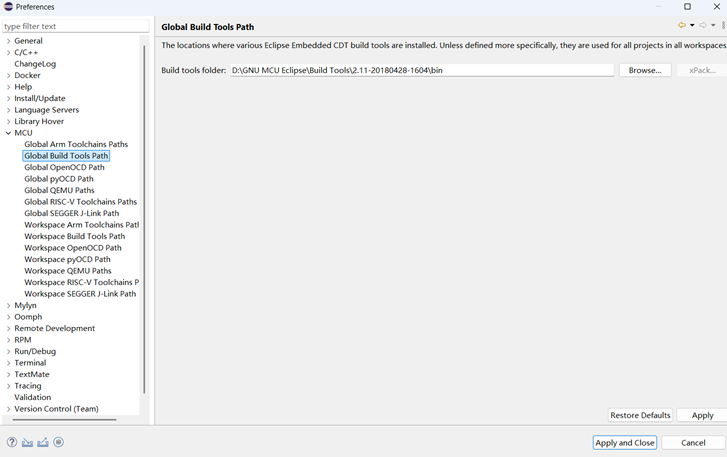 Preferences
type filter text
General
C/C++
ChangeLog
Docker
Help
Install/Update
Language Servers
Library Hover
MCU
Global Arm Toolchains Paths
Global Build Tools Path
Global OpenOCD Path
Global pyOCD Path
Global QEMU Paths
Global RISC-V Toolchains Paths
Global SEGGER J-Link Path
Workspace Arm Toolchains Patl
Workspace Build Tools Path
Workspace OpenOCD Path
Workspace pyOCD Path
Workspace QEMU Paths
Workspace RISC-V Toolchains P
Workspace SEGGER J-Link Path
Mylyn
Oomph
Remote Development
RPM
Run/Debug
Terminal
TextMate
Tracing
Validation
Version Control (Team)
Global Build Tools Path
The locations where various Eclipse Embedded CDT build tools are installed. Unless defined more specifically, they are used for all projects in all workspaces
Build tools folder: D:\GNU MCU Eclipse\Build Tools\2.11-20180428-1604\bin Browse... xPack...
Restore Defaults Apply
Apply and Close Cancel